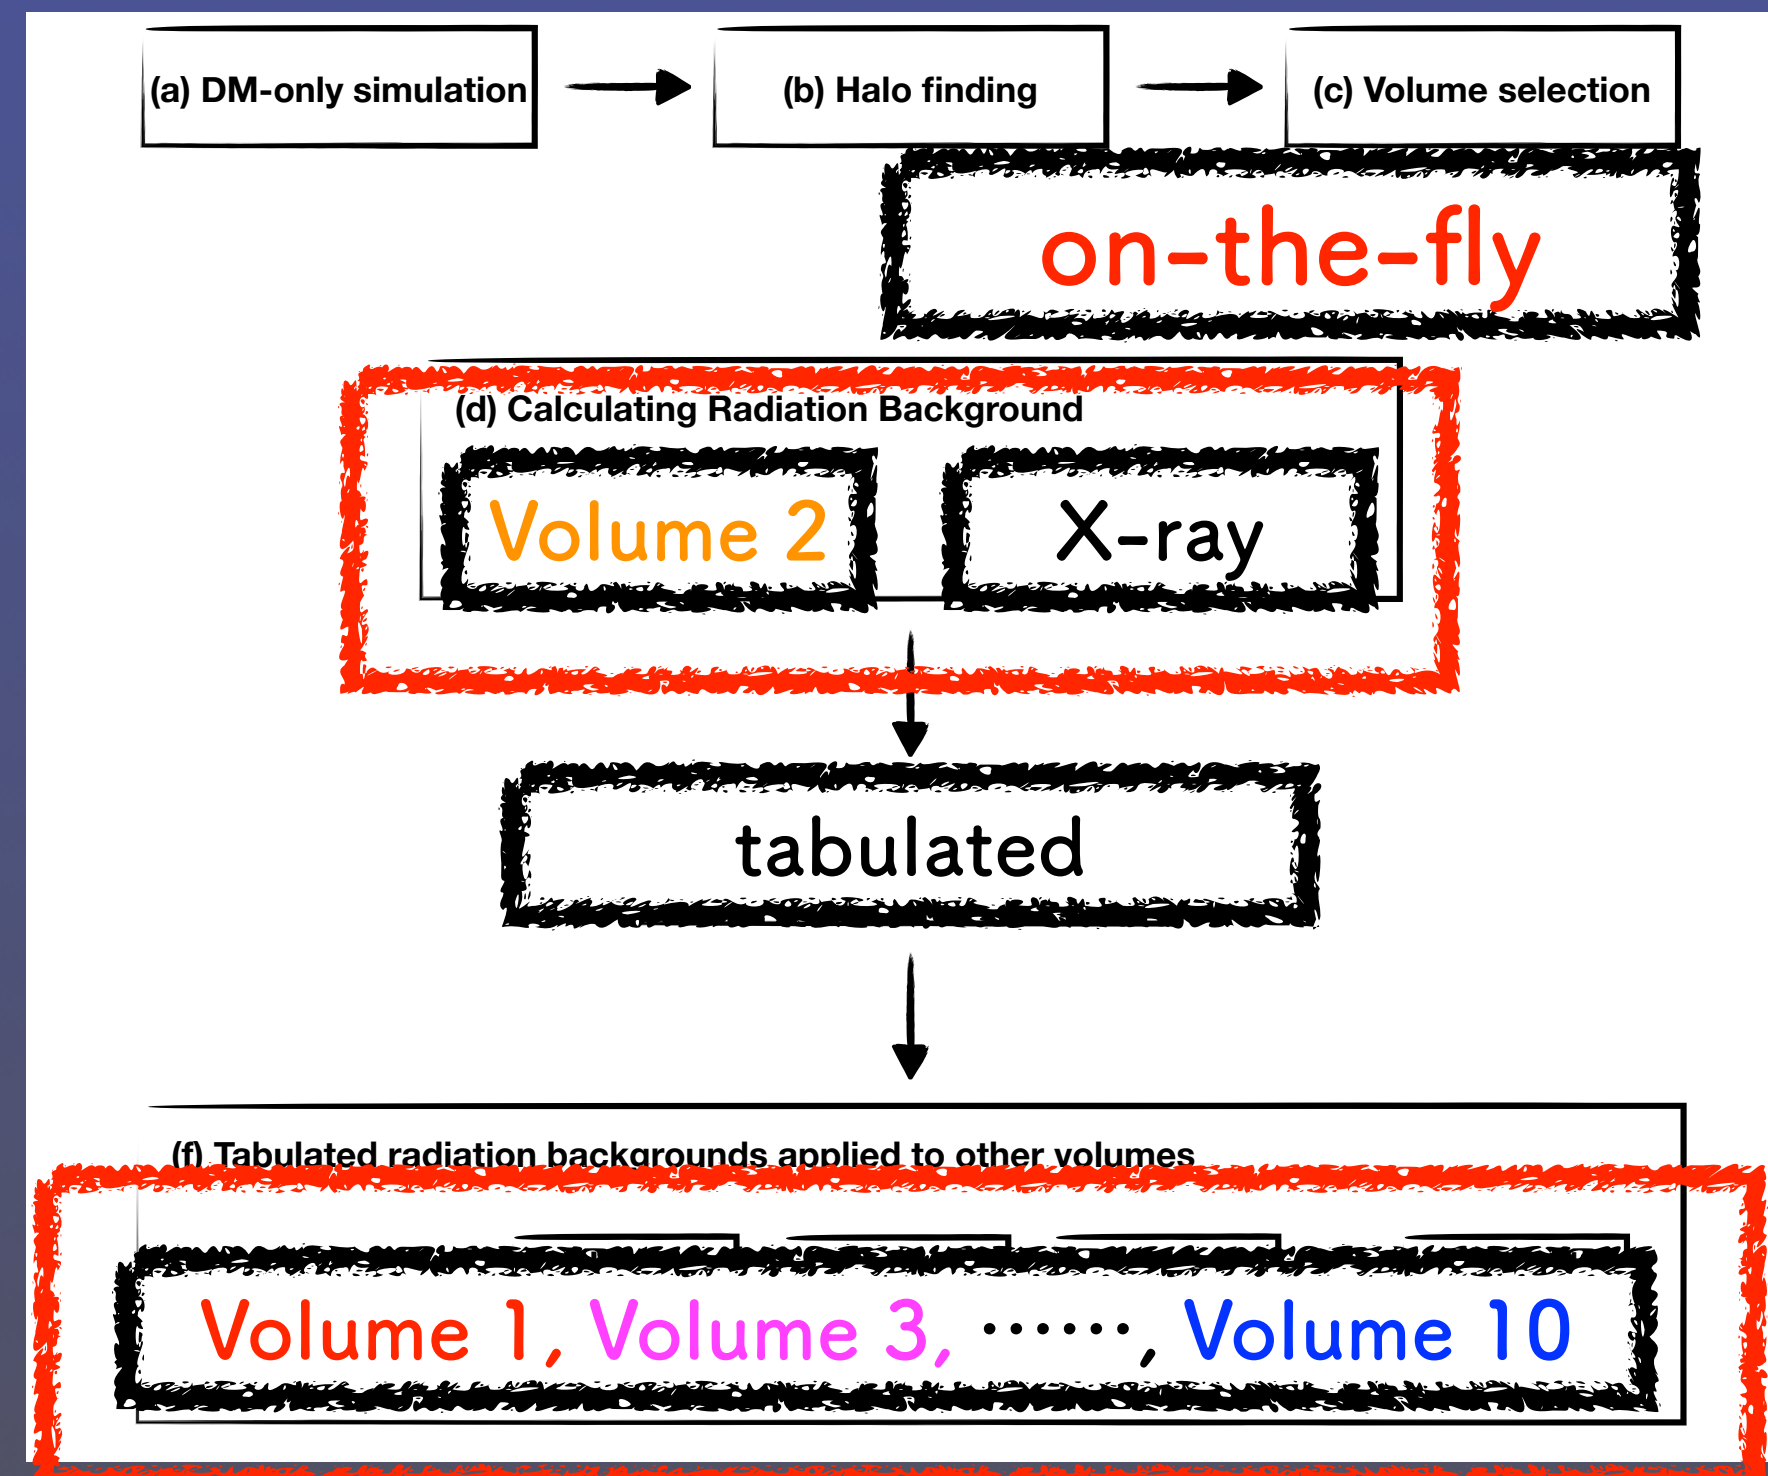 (a) DM-only simulation
(b) Halo finding
(c) Volume selection
on-the-fly
(d) Calculating Radiation Background
Volume 2
X-ray
tabulated
(f) Tabulated radiation backgrounds applied to other volumes
Volume 1, Volume 3, ······, Volume 10